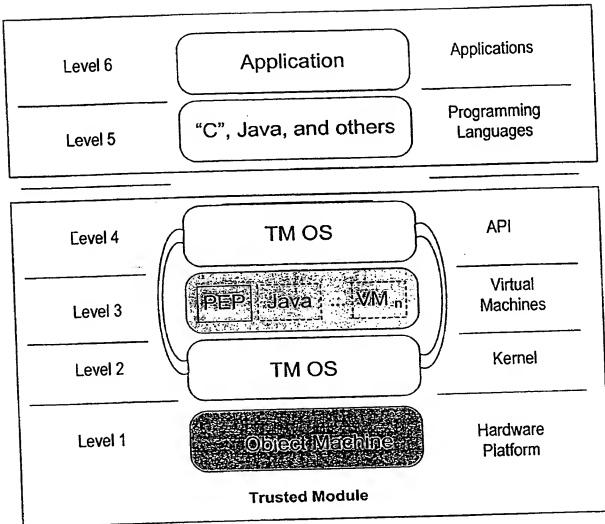 Level 6
Application
Applications
Level 5
"C", Java, and others
Programming
Languages
Level 4
TM OS
API
Level 3
PEP Java ... VM n
Virtual
Machines
Level 2
TM OS
Kernel
Level 1
Object Machine
Hardware
Platform
Trusted Module